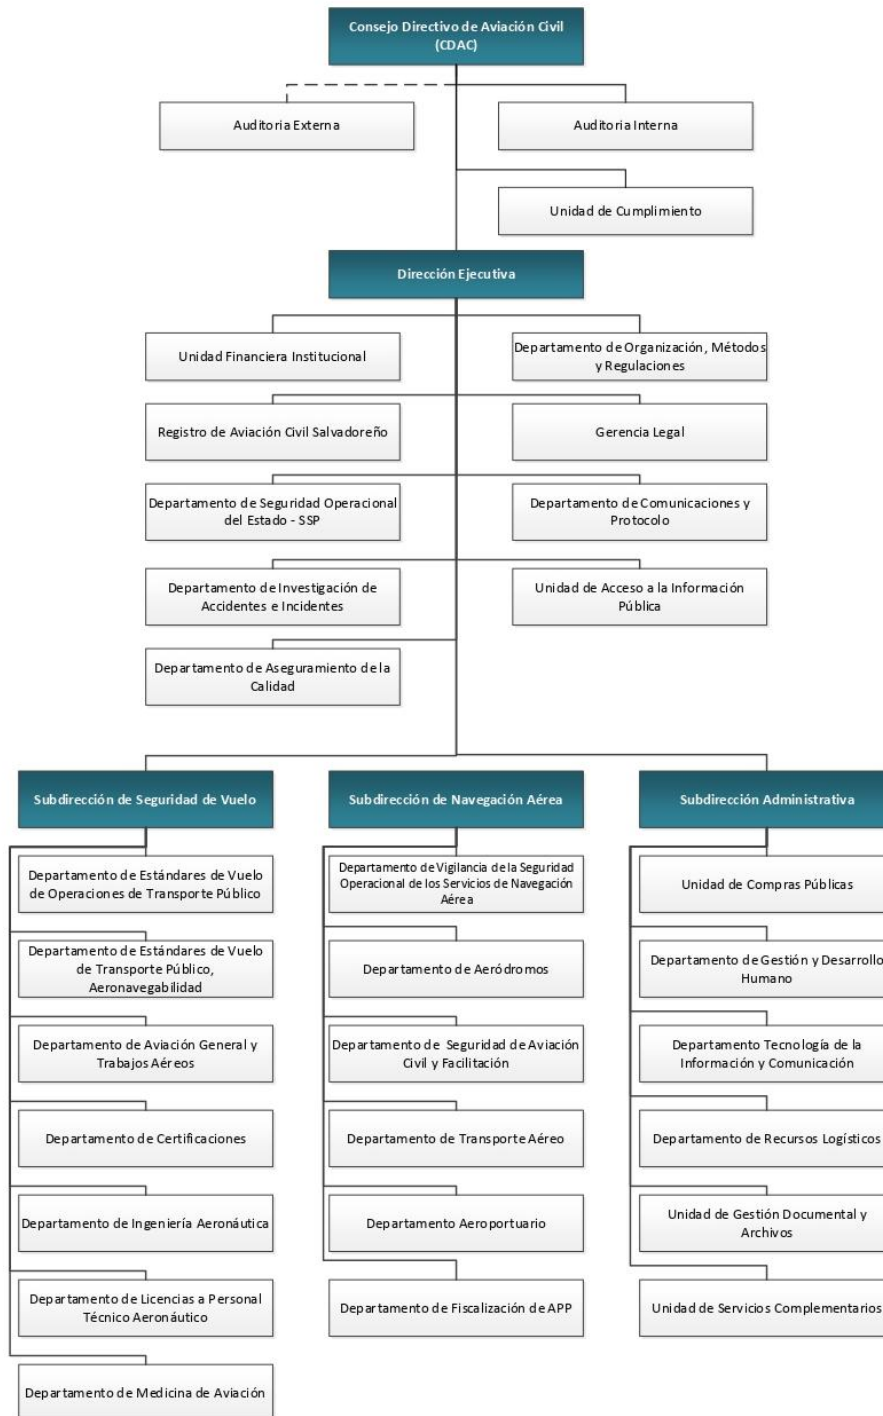 Consejo Directivo de Aviación Civil
(CDAC)
Auditoria Externa
Auditoria Interna
Unidad de Cumplimiento
Dirección Ejecutiva
Unidad Financiera Institucional
Departamento de Organización, Métodos
y Regulaciones
Registro de Aviación Civil Salvadoreño
Gerencia Legal
Departamento de Seguridad Operacional
del Estado - SSP
Departamento de Comunicaciones y
Protocolo
Departamento de Investigación de
Accidentes e Incidentes
Unidad de Acceso a la Información
Pública
Departamento de Aseguramiento de la
Calidad
Subdirección de Seguridad de Vuelo
Departamento de Estándares de Vuelo
de Operaciones de Transporte Público
Departamento de Estándares de Vuelo
de Transporte Público,
Aeronavegabilidad
Departamento de Aviación General y
Trabajos Aéreos
Departamento de Certificaciones
Departamento de Ingeniería Aeronáutica
Departamento de Licencias a Personal
Técnico Aeronáutico
Departamento de Medicina de Aviación
Subdirección de Navegación Aérea
Departamento de Vigilancia de la Seguridad
Operacional de los Servicios de Navegación
Aérea
Departamento de Aeródromos
Departamento de Seguridad de Aviación
Civil y Facilitación
Departamento de Transporte Aéreo
Departamento Aeroportuario
Departamento de Fiscalización de APP
Subdirección Administrativa
Unidad de Compras Públicas
Departamento de Gestión y Desarrollo
Humano
Departamento Tecnología de la
Información y Comunicación
Departamento de Recursos Logísticos
Unidad de Gestión Documental y
Archivos
Unidad de Servicios Complementarios